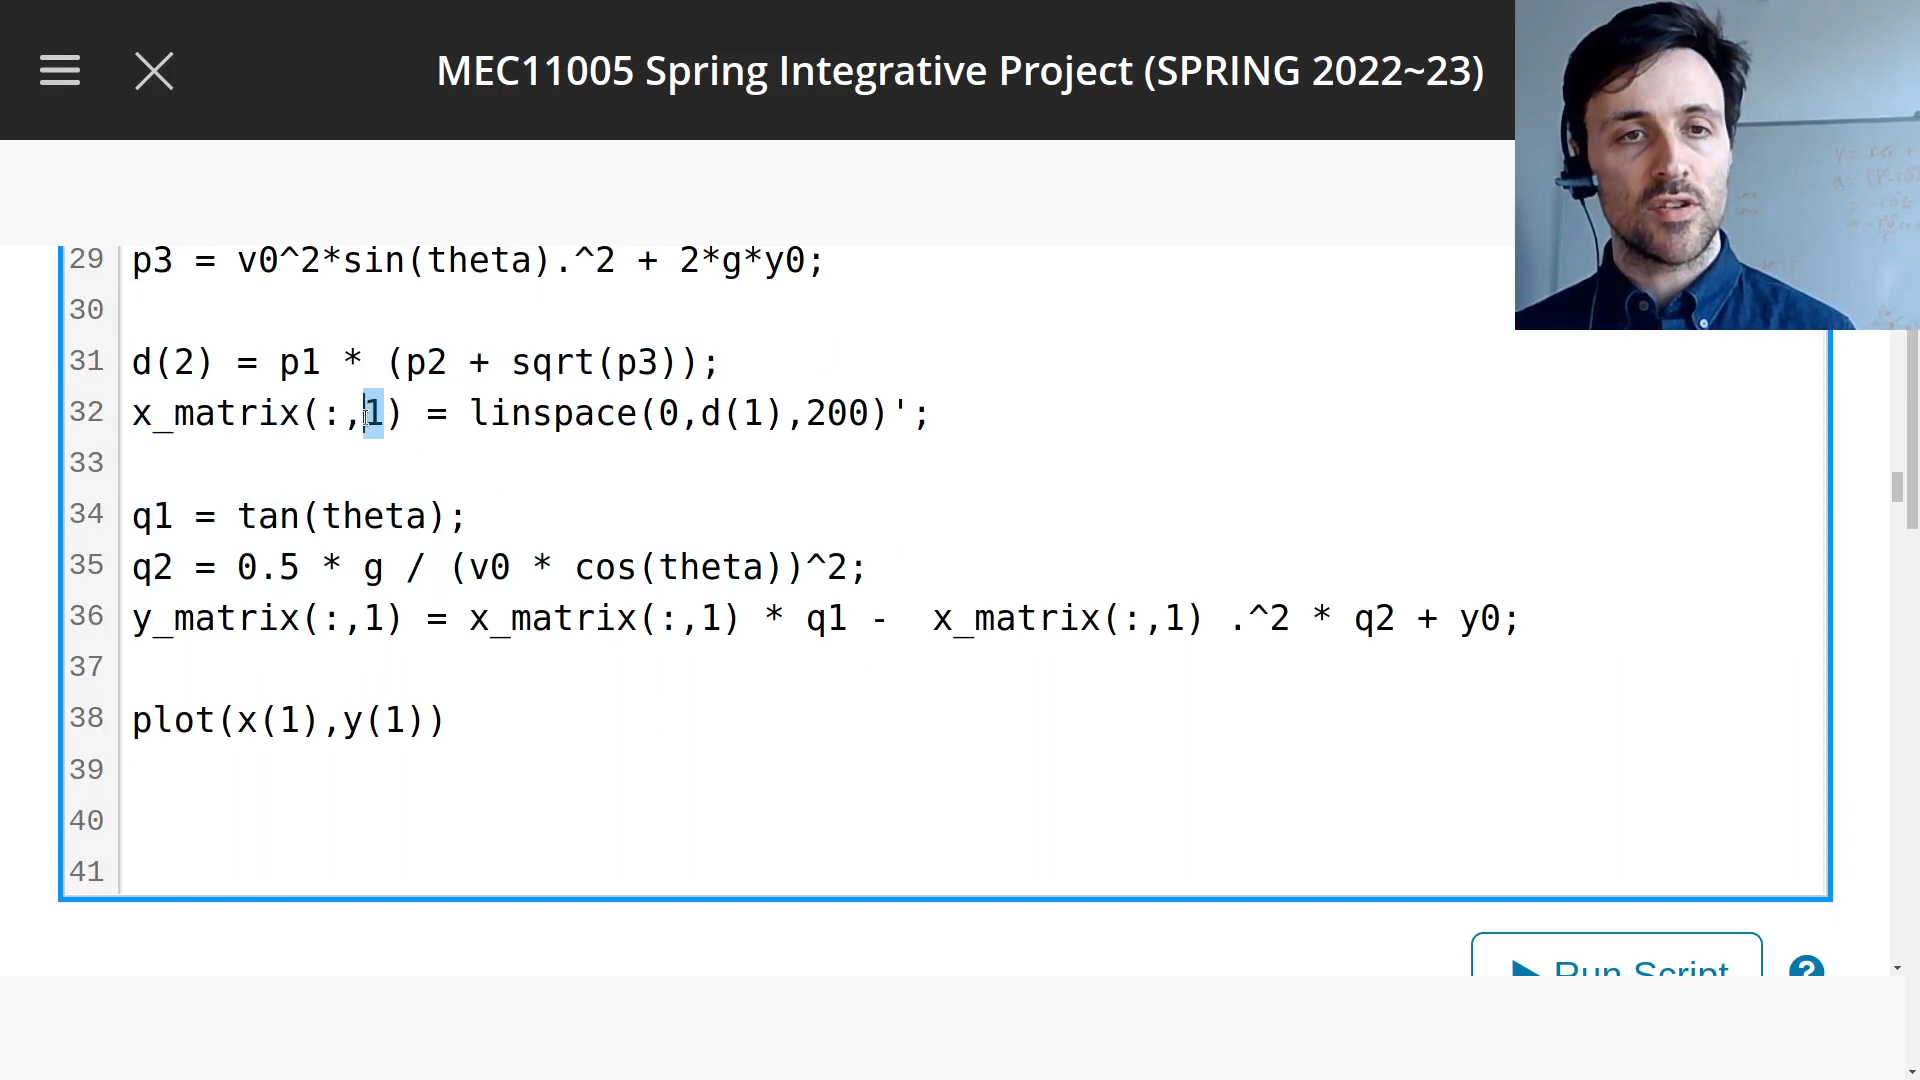 MEC11005 Spring Integrative Project (SPRING 2022~23)
29 p3 = v0^2*sin(theta).^2 + 2*g*y0;
30
31 d(2) = p1 * (p2 + sqrt(p3));
32 x_matrix(:,1) = linspace(0,d(1),200)';
33
34 q1 = tan(theta);
35 q2 = 0.5 * g / (v0 * cos(theta))^2;
36 y_matrix(:,1) = x_matrix(:,1) * q1 -  x_matrix(:,1) .^2 * q2 + y0;
37
38 plot(x(1),y(1))
39
40
41
Run Script
?